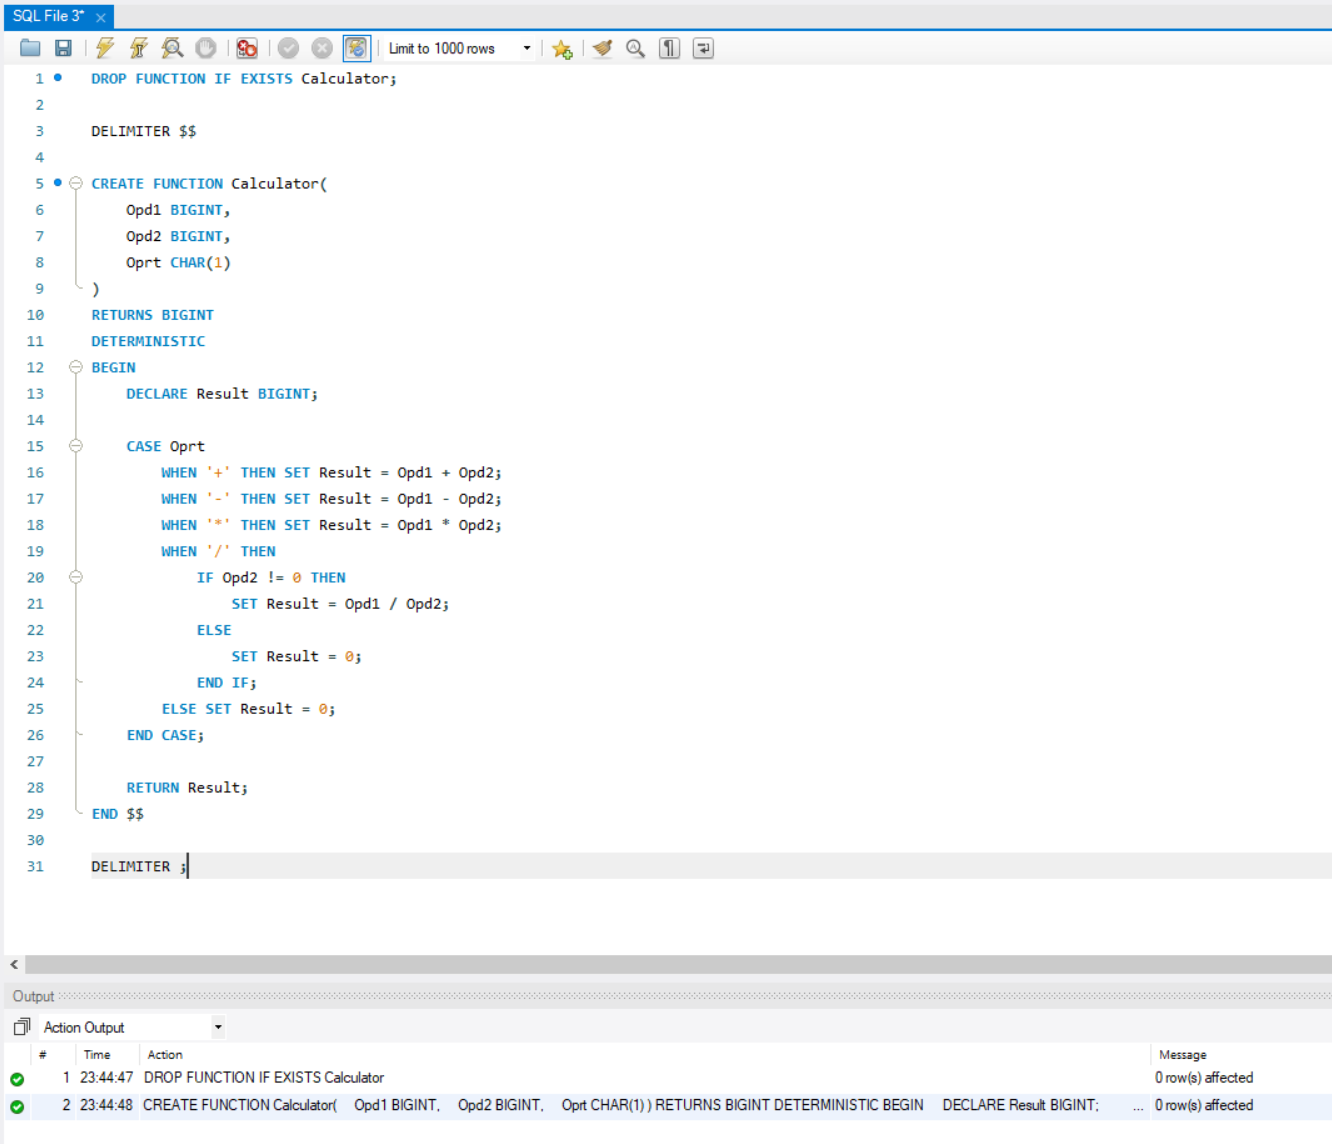 SQL File 3*
Limit to 1000 rows
1 DROP FUNCTION IF EXISTS Calculator;
2
3 DELIMITER $$
4
5 CREATE FUNCTION Calculator(
6 Opd1 BIGINT,
7 Opd2 BIGINT,
8 Oprt CHAR(1)
9 )
10 RETURNS BIGINT
11 DETERMINISTIC
12 BEGIN
13 DECLARE Result BIGINT;
14
15 CASE Oprt
16 WHEN '+' THEN SET Result = Opd1 + Opd2;
17 WHEN '-' THEN SET Result = Opd1 - Opd2;
18 WHEN '*' THEN SET Result = Opd1 * Opd2;
19 WHEN '/' THEN
20 IF Opd2 != 0 THEN
21 SET Result = Opd1 / Opd2;
22 ELSE
23 SET Result = 0;
24 END IF;
25 ELSE SET Result = 0;
26 END CASE;
27
28 RETURN Result;
29 END $$
30
31 DELIMITER ;
Output
Action Output
# Time Action Message
1 23:44:47 DROP FUNCTION IF EXISTS Calculator 0 row(s) affected
2 23:44:48 CREATE FUNCTION Calculator( Opd1 BIGINT, Opd2 BIGINT, Oprt CHAR(1) ) RETURNS BIGINT DETERMINISTIC BEGIN DECLARE Result BIGINT; ... 0 row(s) affected